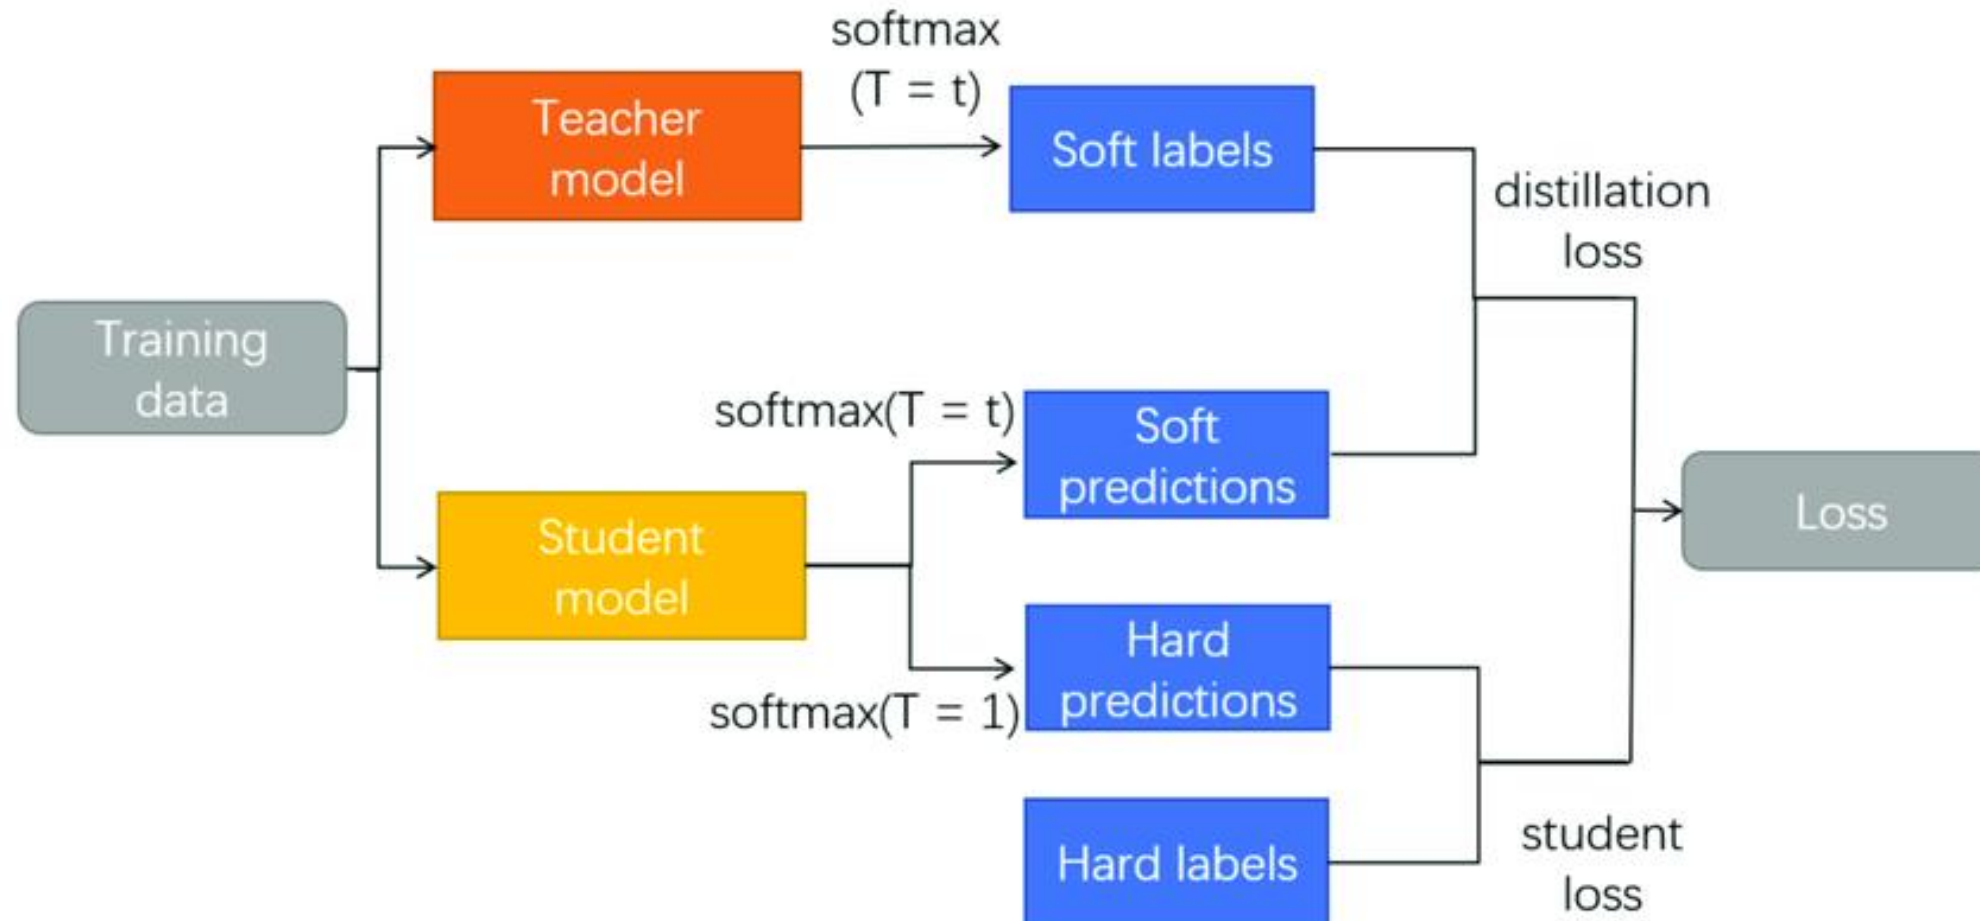 softmax
(T = t)
Teacher
model
Soft labels
distillation
loss
Training
data
softmax(T = t)
Soft
predictions
Student
model
Loss
Hard
predictions
softmax(T = 1)
Hard labels
student
loss